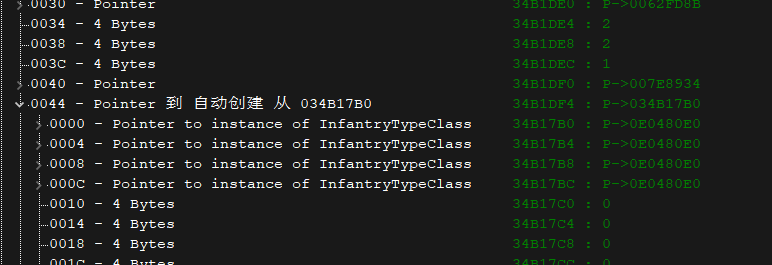 0030 - Pointer 34B1DE0 : P->0062FD8B
0034 - 4 Bytes 34B1DE4 : 2
0038 - 4 Bytes 34B1DE8 : 2
003C - 4 Bytes 34B1DEC : 1
0040 - Pointer 34B1DF0 : P->007E8934
0044 - Pointer 到 自动创建 从 034B17B0 34B1DF4 : P->034B17B0
0000 - Pointer to instance of InfantryTypeClass 34B17B0 : P->0E0480E0
0004 - Pointer to instance of InfantryTypeClass 34B17B4 : P->0E0480E0
0008 - Pointer to instance of InfantryTypeClass 34B17B8 : P->0E0480E0
000C - Pointer to instance of InfantryTypeClass 34B17BC : P->0E0480E0
0010 - 4 Bytes 34B17C0 : 0
0014 - 4 Bytes 34B17C4 : 0
0018 - 4 Bytes 34B17C8 : 0
001C - 4 Bytes 34B17CC : 0